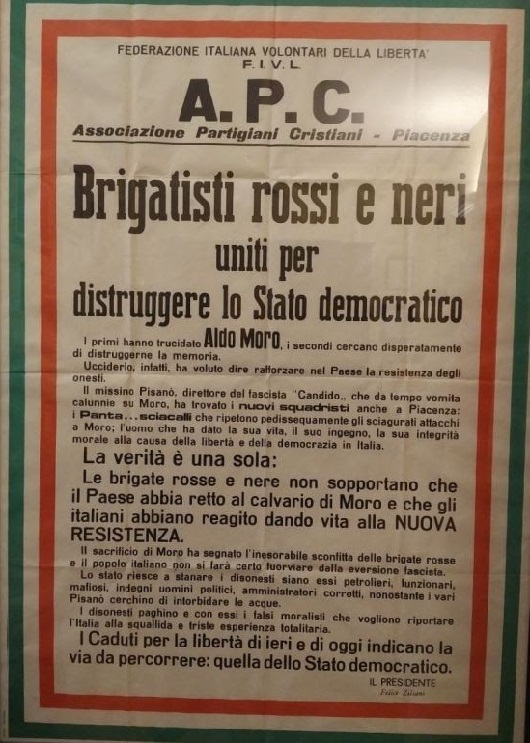 FEDERAZIONE ITALIANA VOLONTARI DELLA LIBERTA'
F.I.V.L.
A.P.C.
Associazione Partigiani Cristiani - Piacenza
Brigatisti rossi e neri
uniti per
distruggere lo Stato democratico
I primi hanno trucidato Aldo Moro, i secondi cercano disperatamente
di distruggerne la memoria.
Ucciderlo, infatti, ha voluto dire rafforzare nel Paese la resistenza degli
onesti.
Il missino Pisanò, direttore del fascista "Candido„, che da tempo vomita
calunnie su Moro, ha trovato i nuovi squadristi anche a Piacenza:
i Panta...sciacalli che ripetono pedissequamente gli sciagurati attacchi
a Moro; l'uomo che ha dato la sua vita, il suo ingegno, la sua integrità
morale alla causa della libertà e della democrazia in Italia.
La verità è una sola:
Le brigate rosse e nere non sopportano che
il Paese abbia retto al calvario di Moro e che gli
italiani abbiano reagito dando vita alla NUOVA
RESISTENZA.
Il sacrificio di Moro ha segnato l'inesorabile sconfitta delle brigate rosse
e il popolo italiano non si farà certo fuorviare dalla eversione fascista.
Lo stato riesce a stanare i disonesti siano essi petrolieri, funzionari,
mafiosi, indegni uomini politici, amministratori corrotti, nonostante i vari
Pisanò cerchino di intorbidare le acque.
I disonesti paghino e con essi i falsi moralisti che vogliono riportare
l'Italia alla squallida e triste esperienza totalitaria.
I Caduti per la libertà di ieri e di oggi indicano la
via da percorrere: quella dello Stato democratico.
IL PRESIDENTE
Felice Ziliani